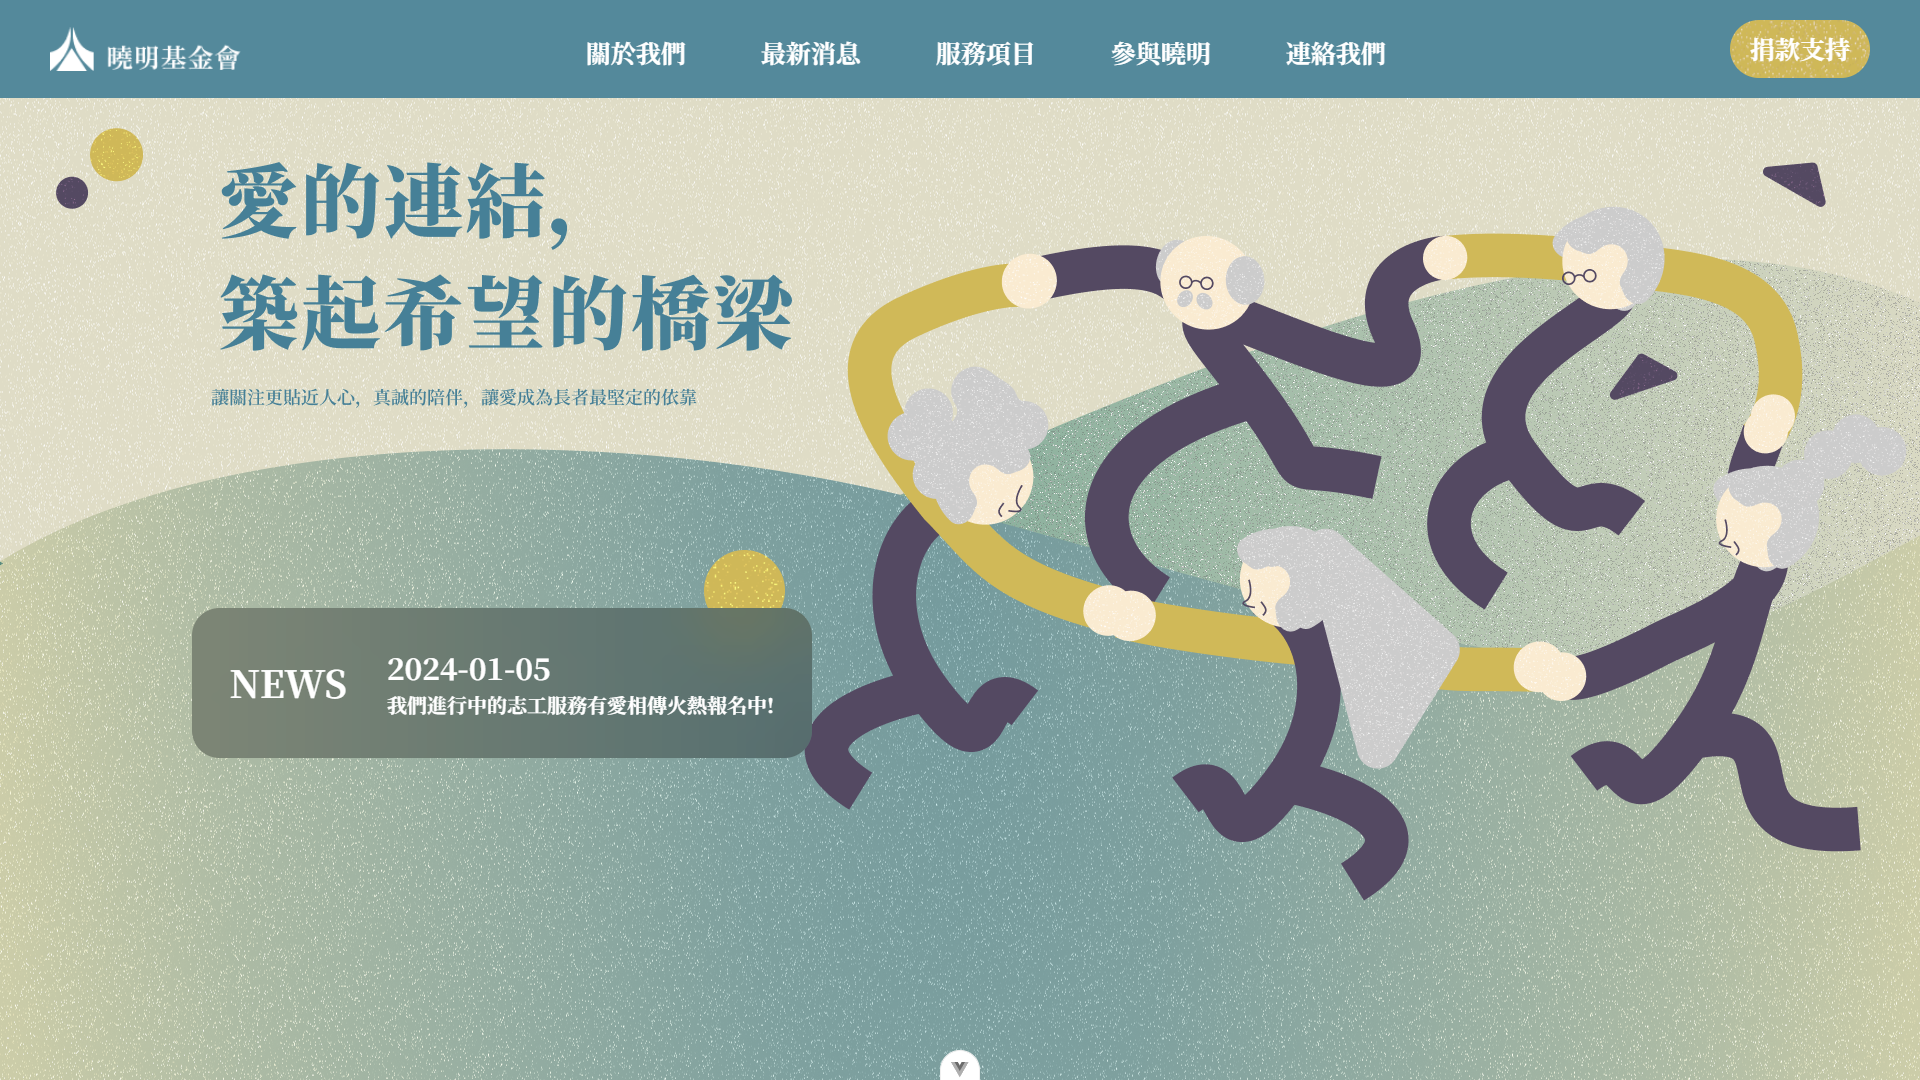 曉明基金會
關於我們
最新消息
服務項目
參與曉明
連絡我們
捐款支持
愛的連結,
築起希望的橋梁
讓關注更貼近人心，真誠的陪伴，讓愛成為長者最堅定的依靠
NEWS
2024-01-05
我們進行中的志工服務有愛相傳火熱報名中!